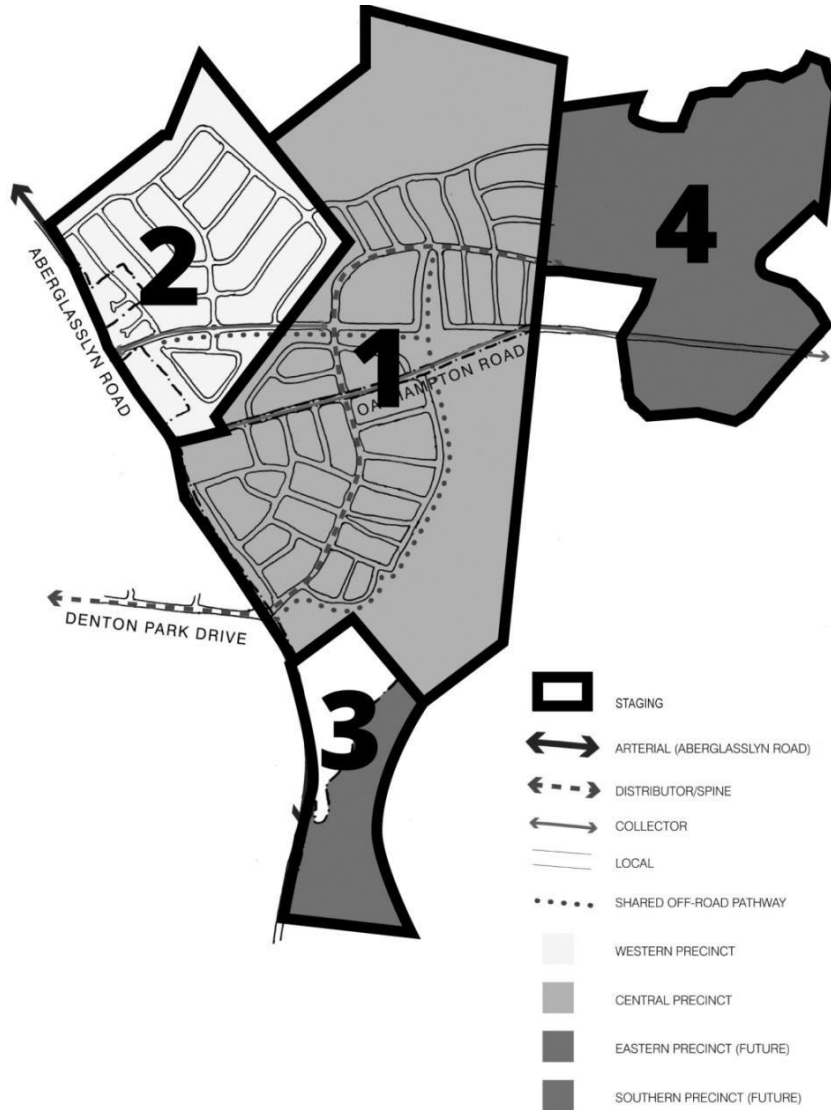 2
4
1
3
ABERGLASSLYN ROAD
OAKHAMPTON ROAD
DENTON PARK DRIVE
STAGING
ARTERIAL (ABERGLASSLYN ROAD)
DISTRIBUTOR/SPINE
COLLECTOR
LOCAL
SHARED OFF-ROAD PATHWAY
WESTERN PRECINCT
CENTRAL PRECINCT
EASTERN PRECINCT (FUTURE)
SOUTHERN PRECINCT (FUTURE)